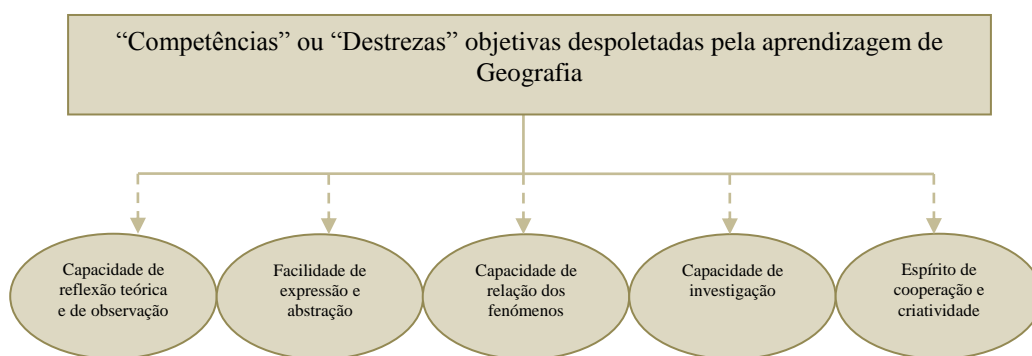 “Competências” ou “Destrezas” objetivas despoletadas pela aprendizagem de
Geografia
Capacidade de
reflexão teórica
e de observação
Facilidade de
expressão e
abstração
Capacidade de
relação dos
fenómenos
Capacidade de
investigação
Espírito de
cooperação e
criatividade